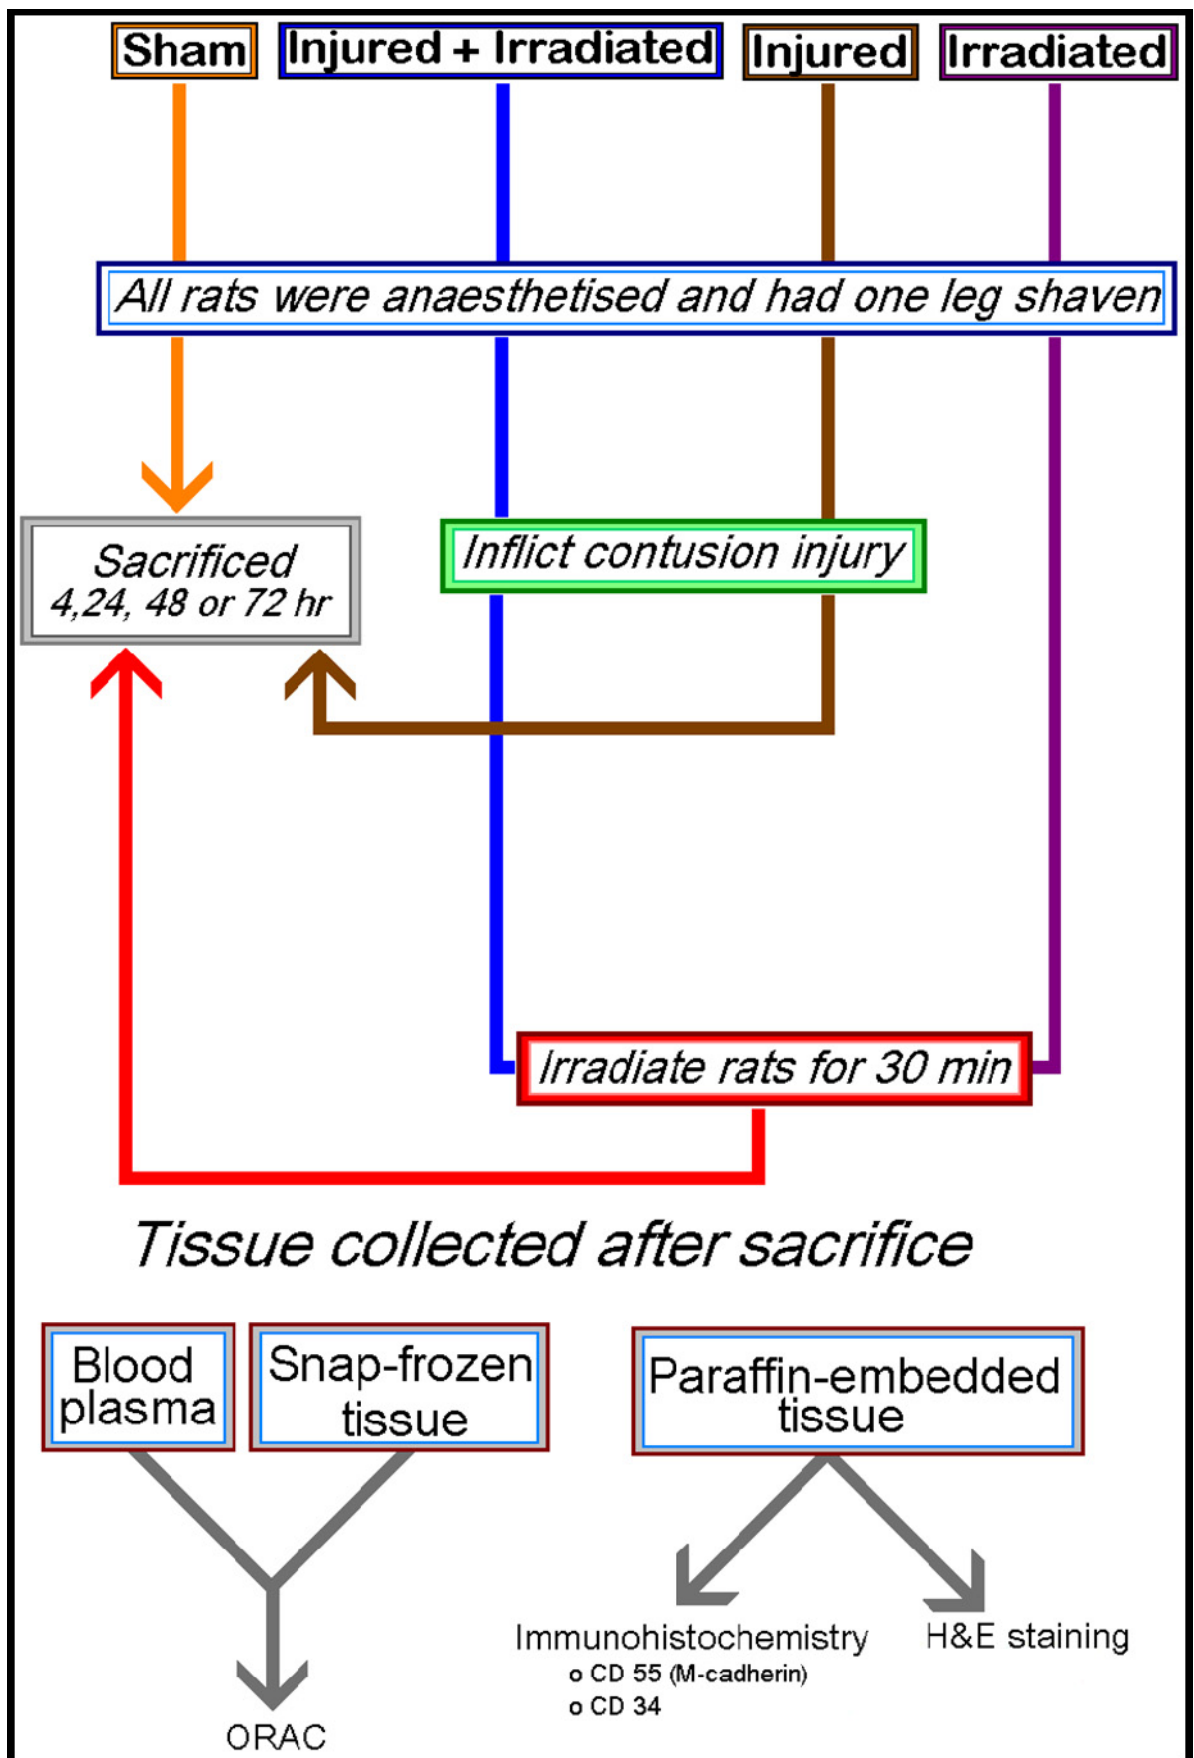 Sham
Injured + Irradiated
Injured
Irradiated
All rats were anaesthetised and had one leg shaven
Sacrificed
4,24, 48 or 72 hr
Inflict contusion injury
Irradiate rats for 30 min
Tissue collected after sacrifice
Blood
plasma
Snap-frozen
tissue
Paraffin-embedded
tissue
Immunohistochemistry
o CD 55 (M-cadherin)
o CD 34
H&E staining
ORAC